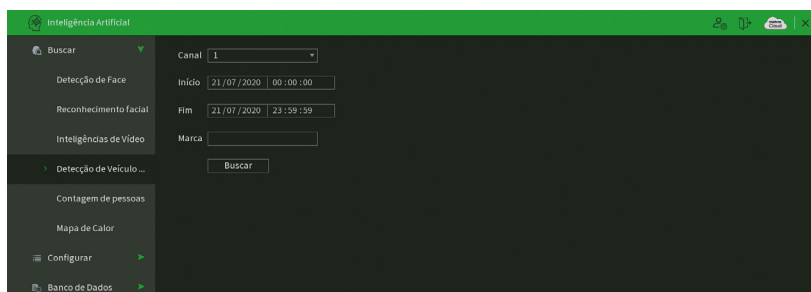 Inteligência Artificial
Buscar
Detecção de Face
Reconhecimento facial
Inteligências de Vídeo
Detecção de Veículo ...
Contagem de pessoas
Mapa de Calor
Configurar
Banco de Dados
Canal 1
Início 21/07/2020 00:00:00
Fim 21/07/2020 23:59:59
Marca
Buscar